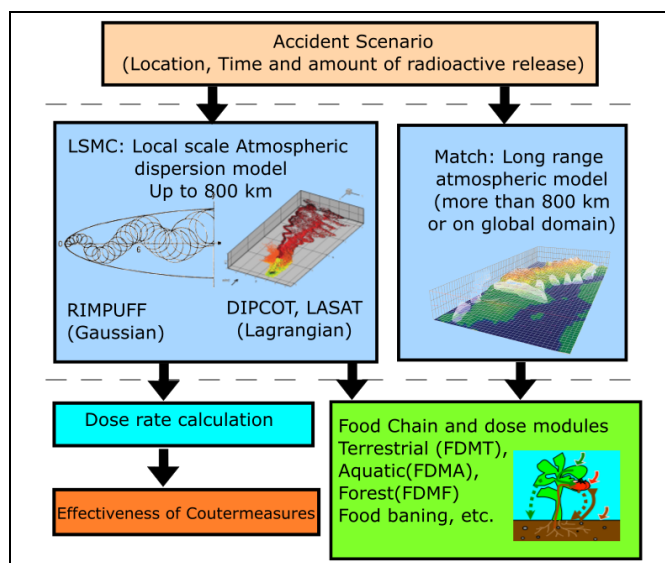 Accident Scenario
(Location, Time and amount of radioactive release)
LSMC: Local scale Atmospheric
dispersion model
Up to 800 km
0
6
RIMPUFF
(Gaussian)
DIPCOT, LASAT
(Lagrangian)
Match: Long range
atmospheric model
(more than 800 km
or on global domain)
Dose rate calculation
Effectiveness of Coutermeasures
Food Chain and dose modules
Terrestrial (FDMT),
Aquatic(FDMA),
Forest(FDMF)
Food baning, etc.